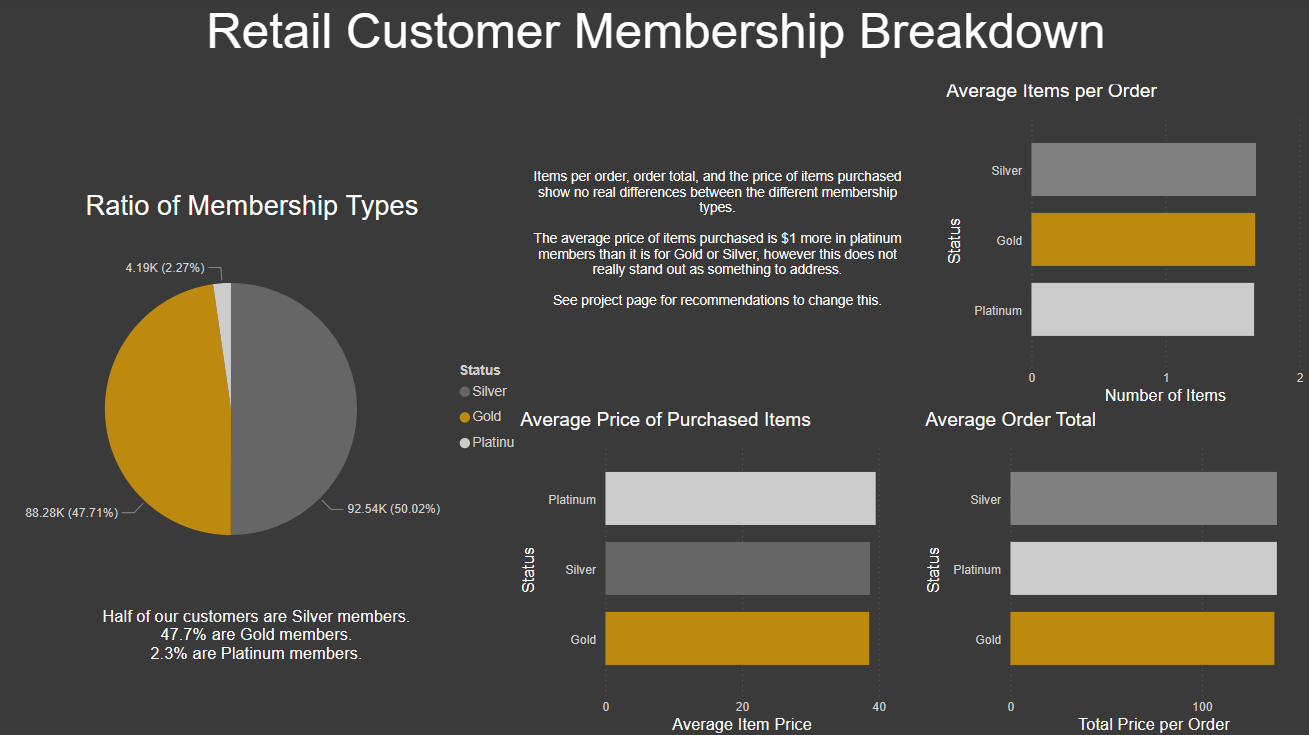 Retail Customer Membership Breakdown
Ratio of Membership Types
4.19K (2.27%)
88.28K (47.71%)
92.54K (50.02%)
Status
Silver
Gold
Platinu
Half of our customers are Silver members.
47.7% are Gold members.
2.3% are Platinum members.
Items per order, order total, and the price of items purchased
show no real differences between the different membership
types.
The average price of items purchased is $1 more in platinum
members than it is for Gold or Silver, however this does not
really stand out as something to address.
See project page for recommendations to change this.
Average Items per Order
Status
Silver
Gold
Platinum
0 1 2
Number of Items
Average Price of Purchased Items
Status
Platinum
Silver
Gold
0 20 40
Average Item Price
Average Order Total
Status
Silver
Platinum
Gold
0 100
Total Price per Order